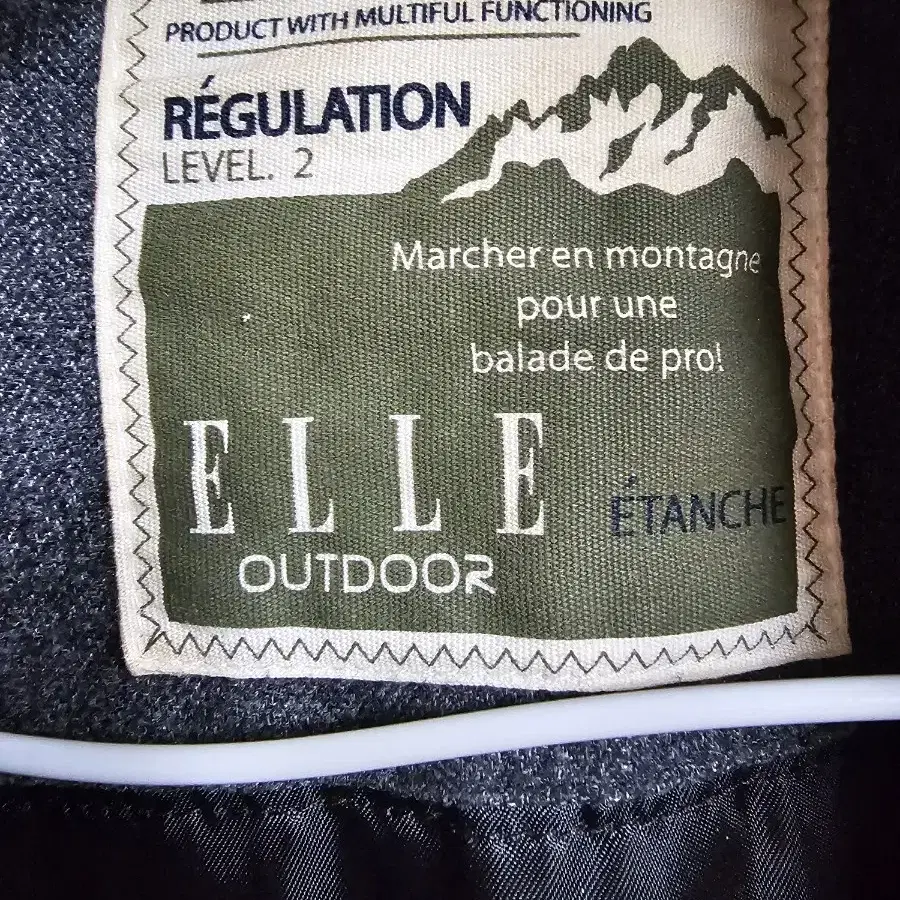 PRODUCT WITH MULTIFUL FUNCTIONING
RÉGULATION
LEVEL. 2
Marcher en montagne
pour une
balade de pro!
ELLE
OUTDOOR
ÉTANCHE